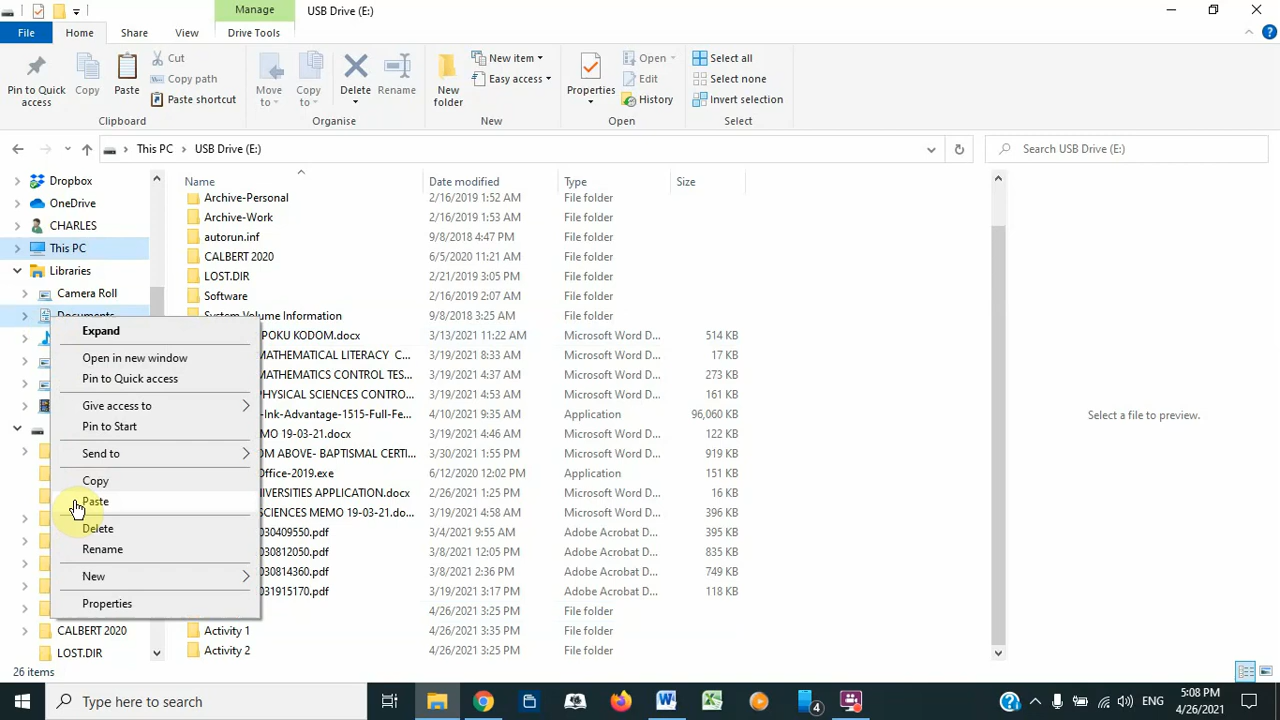 Manage
USB Drive (E:)
File
Home
Share
View
Drive Tools
Pin to Quick access
Copy
Paste
Cut
Copy path
Paste shortcut
Clipboard
Move to
Copy to
Delete
Rename
Organise
New folder
New item
Easy access
New
Properties
Open
Edit
History
Open
Select all
Select none
Invert selection
Select
This PC
USB Drive (E:)
Search USB Drive (E:)
Dropbox
OneDrive
CHARLES
This PC
Libraries
Camera Roll
Documents
CALBERT 2020
LOST.DIR
Expand
Open in new window
Pin to Quick access
Give access to
Pin to Start
Send to
Copy
Paste
Delete
Rename
New
Properties
Name Date modified Type Size
Archive-Personal 2/16/2019 1:52 AM File folder
Archive-Work 2/16/2019 1:53 AM File folder
autorun.inf 9/8/2018 4:47 PM File folder
CALBERT 2020 6/5/2020 11:21 AM File folder
LOST.DIR 2/21/2019 3:05 PM File folder
Software 2/16/2019 2:07 AM File folder
System Volume Information 9/8/2018 3:25 AM File folder
POKU KODOM.docx 3/13/2021 11:22 AM Microsoft Word D... 514 KB
MATHEMATICAL LITERACY C... 3/19/2021 8:33 AM Microsoft Word D... 17 KB
MATHEMATICS CONTROL TES... 3/19/2021 4:37 AM Microsoft Word D... 273 KB
PHYSICAL SCIENCES CONTRO... 3/19/2021 4:53 AM Microsoft Word D... 161 KB
-Ink-Advantage-1515-Full-Fe... 4/10/2021 9:35 AM Application 96,060 KB
MO 19-03-21.docx 3/19/2021 4:46 AM Microsoft Word D... 122 KB
OM ABOVE- BAPTISMAL CERTI... 3/30/2021 1:55 PM Microsoft Word D... 919 KB
Office-2019.exe 6/12/2020 12:02 PM Application 151 KB
NIVERSITIES APPLICATION.docx 2/26/2021 1:25 PM Microsoft Word D... 16 KB
SCIENCES MEMO 19-03-21.do... 3/19/2021 4:58 AM Microsoft Word D... 396 KB
030409550.pdf 3/4/2021 9:55 AM Adobe Acrobat D... 395 KB
030812050.pdf 3/8/2021 12:05 PM Adobe Acrobat D... 835 KB
030814360.pdf 3/8/2021 2:36 PM Adobe Acrobat D... 749 KB
031915170.pdf 3/19/2021 3:17 PM Adobe Acrobat D... 118 KB
4/26/2021 3:25 PM File folder
Activity 1 4/26/2021 3:35 PM File folder
Activity 2 4/26/2021 3:25 PM File folder
Select a file to preview.
26 items
Type here to search
4
ENG
5:08 PM
4/26/2021